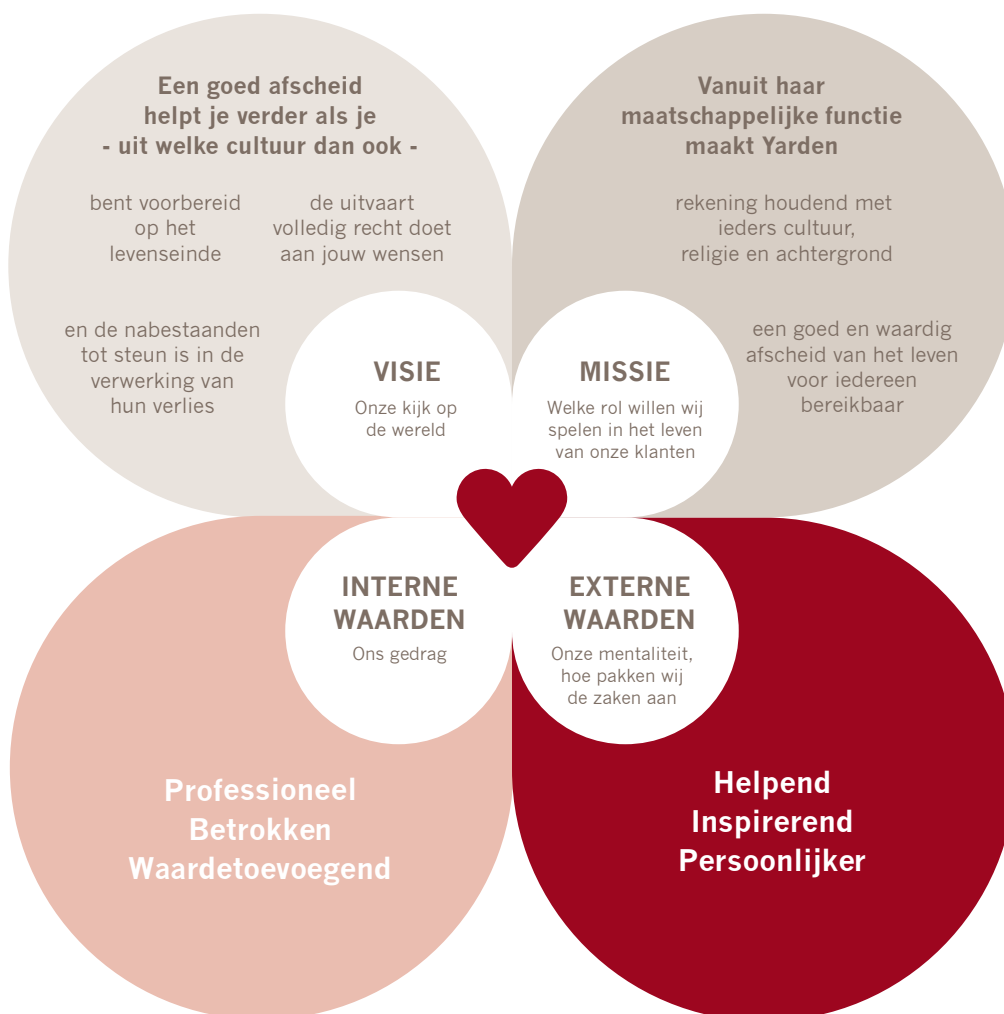 Een goed afscheid
helpt je verder als je
- uit welke cultuur dan ook -
bent voorbereid
op het
levenseinde
de uitvaart
volledig recht doet
aan jouw wensen
en de nabestaanden
tot steun is in de
verwerking van
hun verlies
VISIE
Onze kijk op
de wereld
Vanuit haar
maatschappelijke functie
maakt Yarden
rekening houdend met
ieders cultuur,
religie en achtergrond
een goed en waardig
afscheid van het leven
voor iedereen
bereikbaar
MISSIE
Welke rol willen wij
spelen in het leven
van onze klanten
INTERNE
WAARDEN
Ons gedrag
Professioneel
Betrokken
Waardetoevoegend
EXTERNE
WAARDEN
Onze mentaliteit,
hoe pakken wij
de zaken aan
Helpend
Inspirerend
Persoonlijker